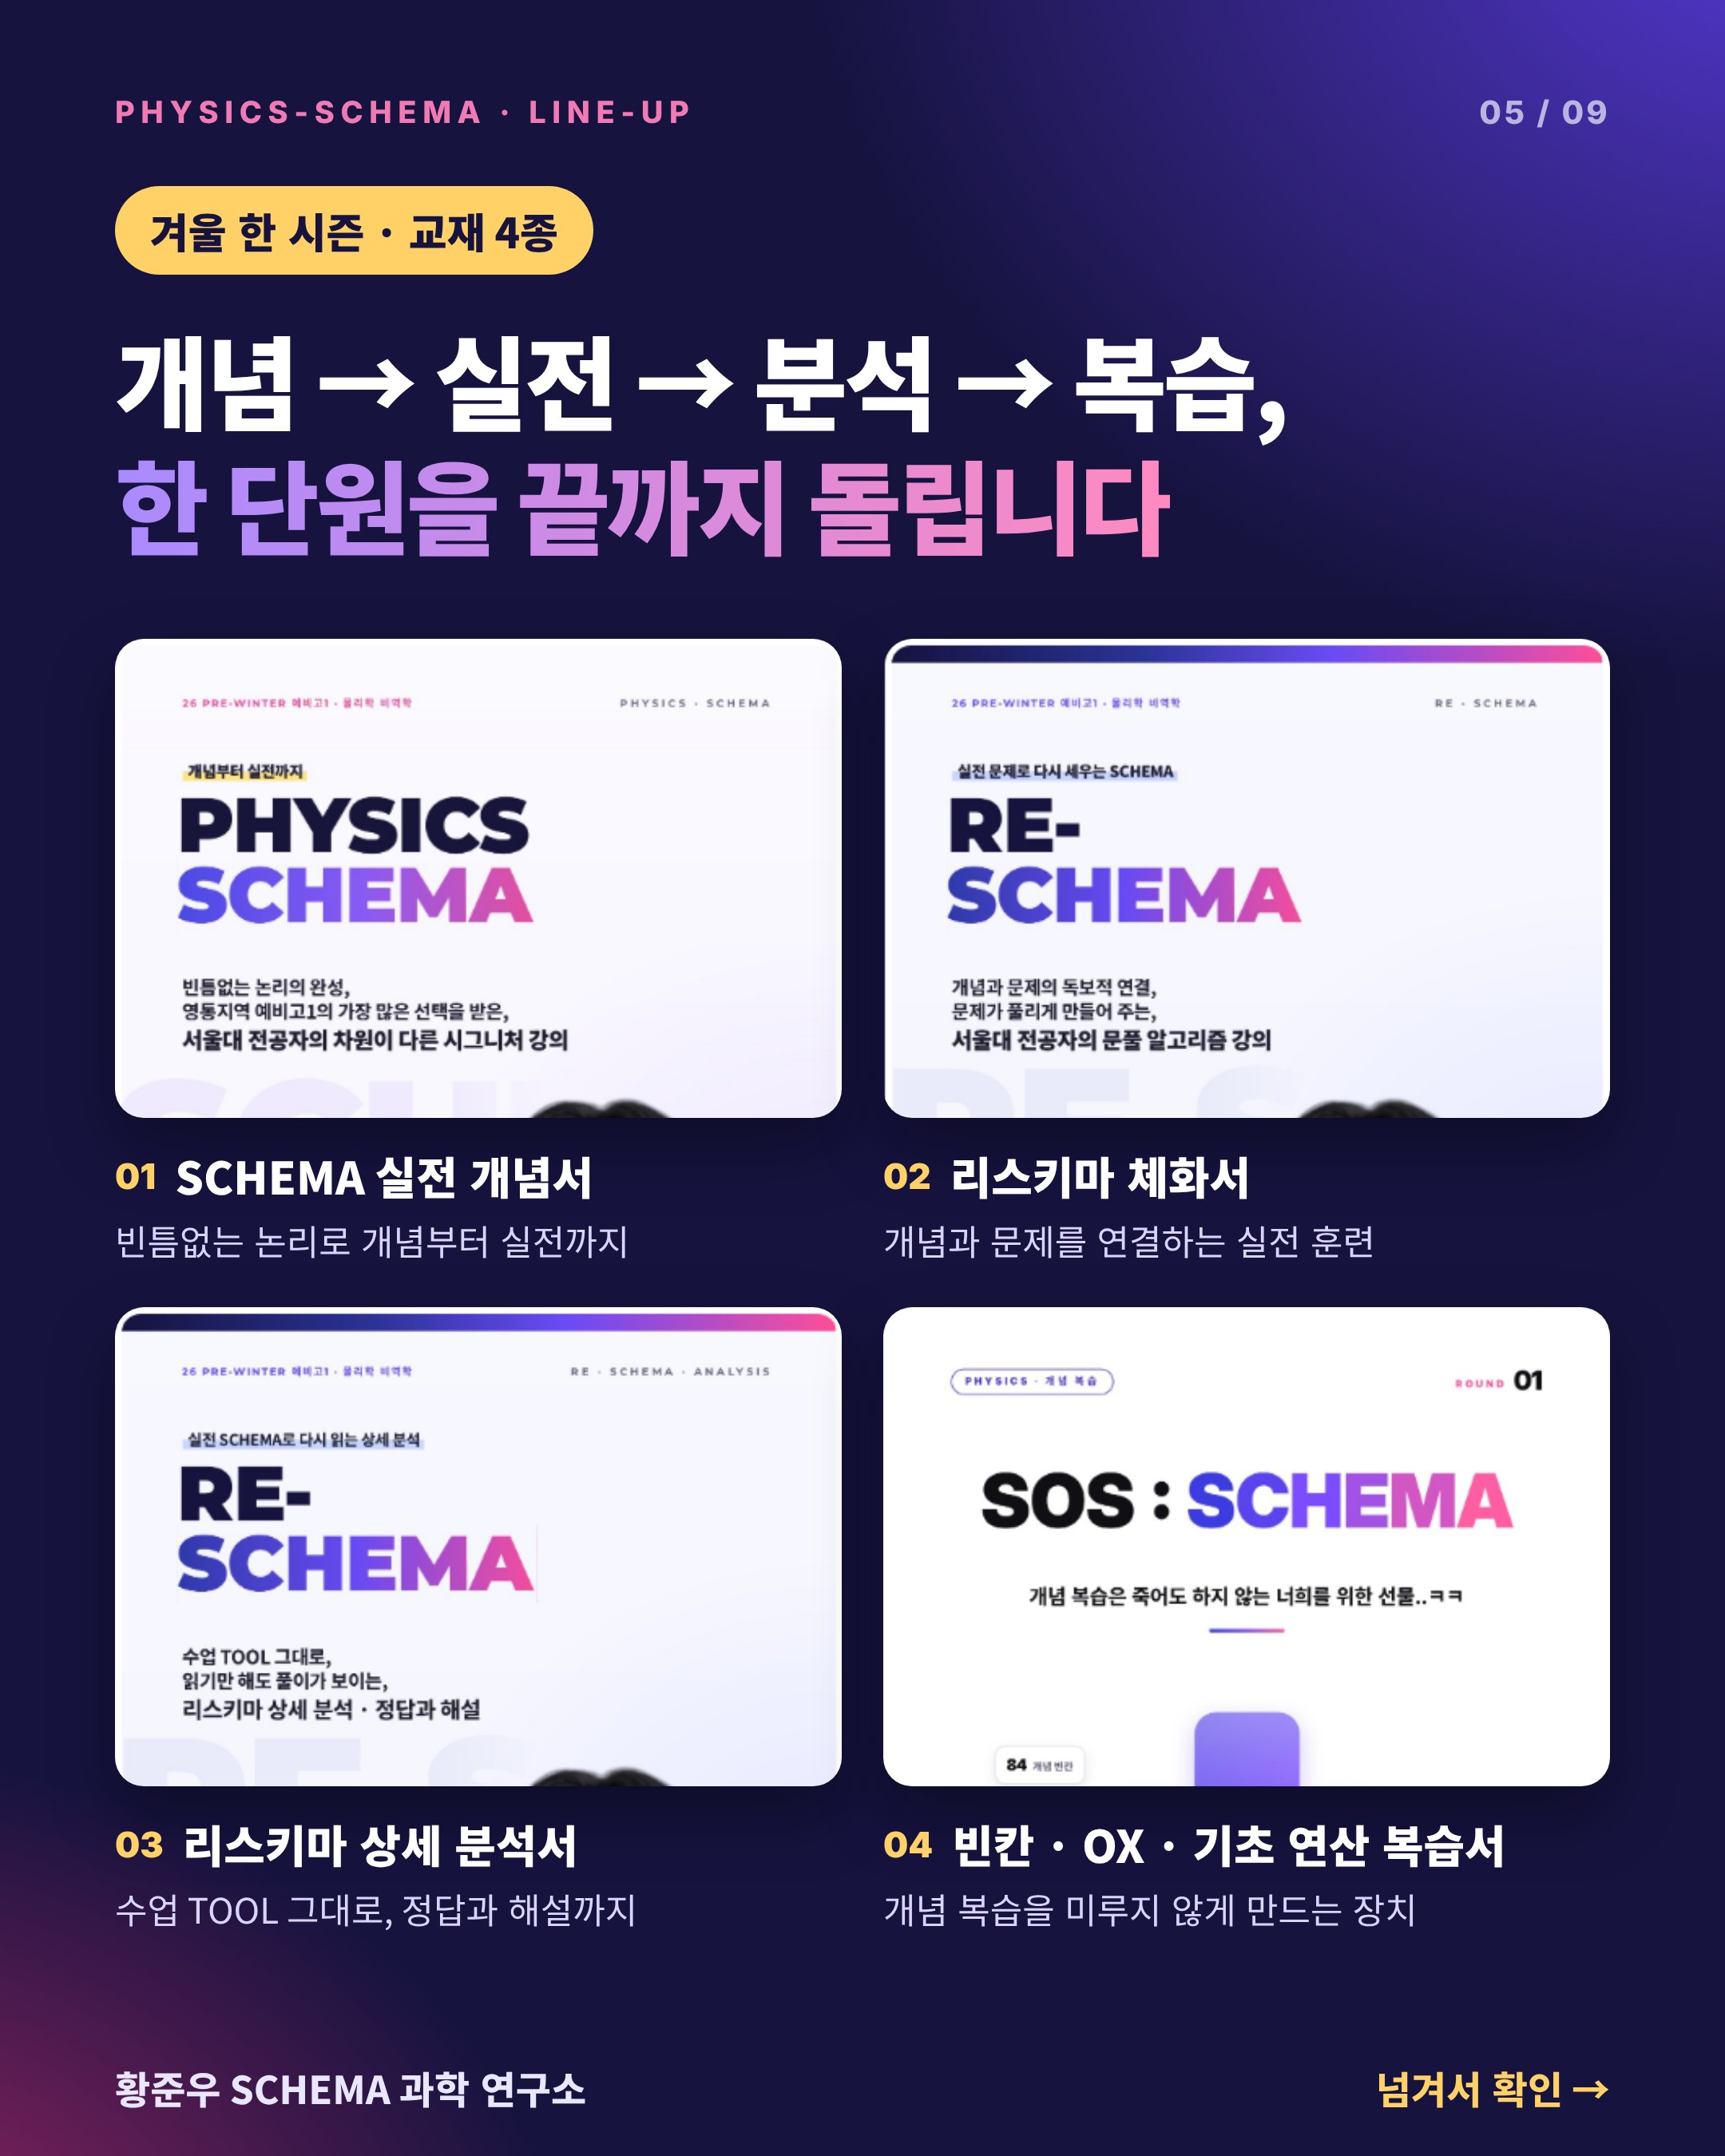 PHYSICS-SCHEMA · LINE-UP
05 / 09
겨울 한 시즌 · 교재 4종
개념 → 실전 → 분석 → 복습,
한 단원을 끝까지 돌립니다
26 PRE-WINTER 예비고1 · 물리학 비역학
PHYSICS · SCHEMA
개념부터 실전까지
PHYSICS
SCHEMA
빈틈없는 논리의 완성,
영통지역 예비고1의 가장 많은 선택을 받은,
서울대 전공자의 차원이 다른 시그니처 강의
01 SCHEMA 실전 개념서
빈틈없는 논리로 개념부터 실전까지
26 PRE-WINTER 예비고1 · 물리학 비역학
RE · SCHEMA
실전 문제로 다시 세우는 SCHEMA
RE-
SCHEMA
개념과 문제의 독보적 연결,
문제가 풀리게 만들어 주는,
서울대 전공자의 문풀 알고리즘 강의
02 리스키마 체화서
개념과 문제를 연결하는 실전 훈련
26 PRE-WINTER 예비고1 · 물리학 비역학
RE · SCHEMA · ANALYSIS
실전 SCHEMA로 다시 읽는 상세 분석
RE-
SCHEMA
수업 TOOL 그대로,
읽기만 해도 풀이가 보이는,
리스키마 상세 분석 · 정답과 해설
03 리스키마 상세 분석서
수업 TOOL 그대로, 정답과 해설까지
PHYSICS · 개념 복습
ROUND 01
SOS : SCHEMA
개념 복습은 죽어도 하지 않는 너희를 위한 선물..ㅋㅋ
84 개념 빈칸
04 빈칸 · OX · 기초 연산 복습서
개념 복습을 미루지 않게 만드는 장치
황준우 SCHEMA 과학 연구소
넘겨서 확인 →